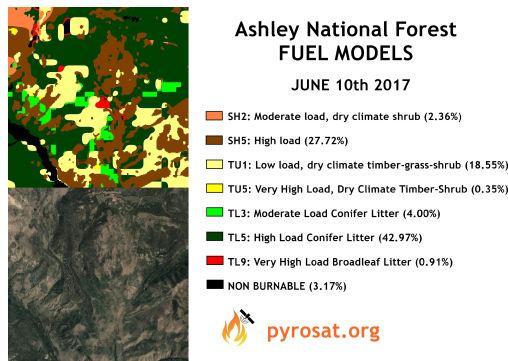 Ashley National Forest
FUEL MODELS
JUNE 10th 2017
SH2: Moderate load, dry climate shrub (2.36%)
SH5: High load (27.72%)
TU1: Low load, dry climate timber-grass-shrub (18.55%)
TU5: Very High Load, Dry Climate Timber-Shrub (0.35%)
TL3: Moderate Load Conifer Litter (4.00%)
TL5: High Load Conifer Litter (42.97%)
TL9: Very High Load Broadleaf Litter (0.91%)
NON BURNABLE (3.17%)
pyrosat.org